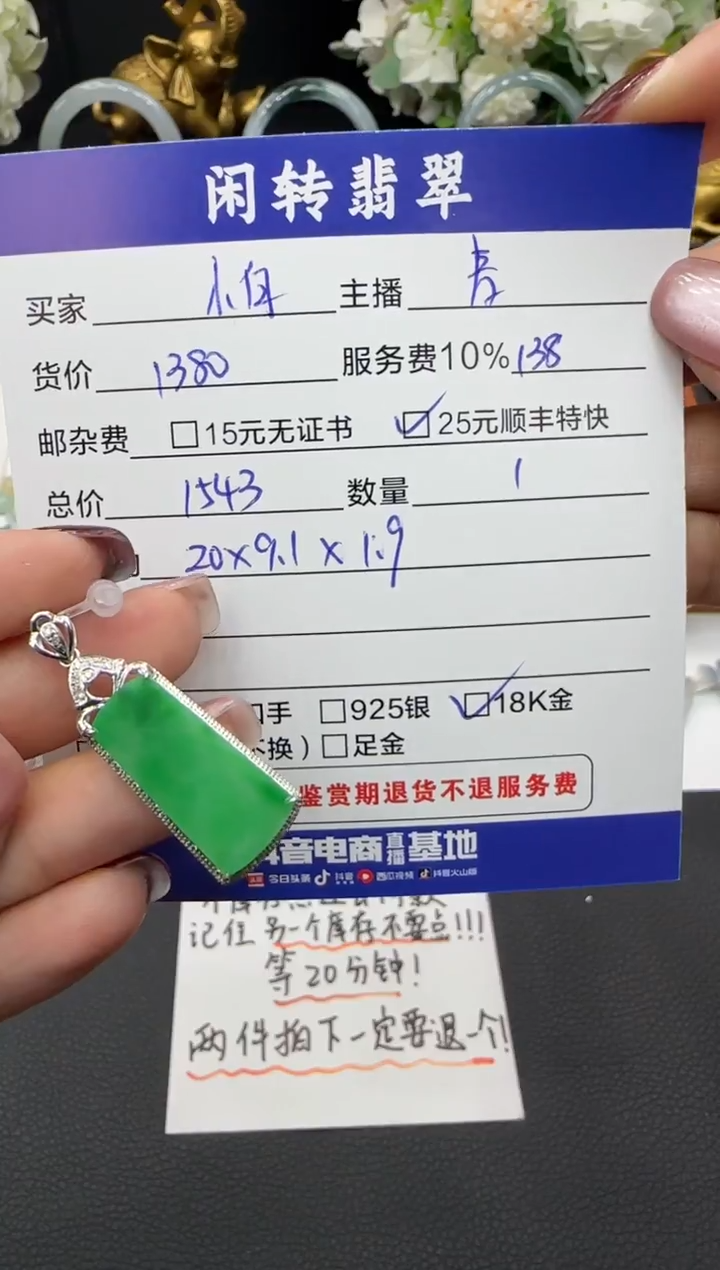 闲转翡翠
买家 小白 主播 青
货价 1380 服务费10% 138
邮杂费 □15元无证书 ☑25元顺丰特快
总价 1543 数量 1
20×9.1×1.9
手 □925银 ☑18K金
不换）□足金
鉴赏期退货不退服务费
抖音电商直播基地
今日头条 抖音 西瓜视频 抖音火山版
记住另一个库存不要点!!!
等20分钟!
两件拍下一定要退一个!